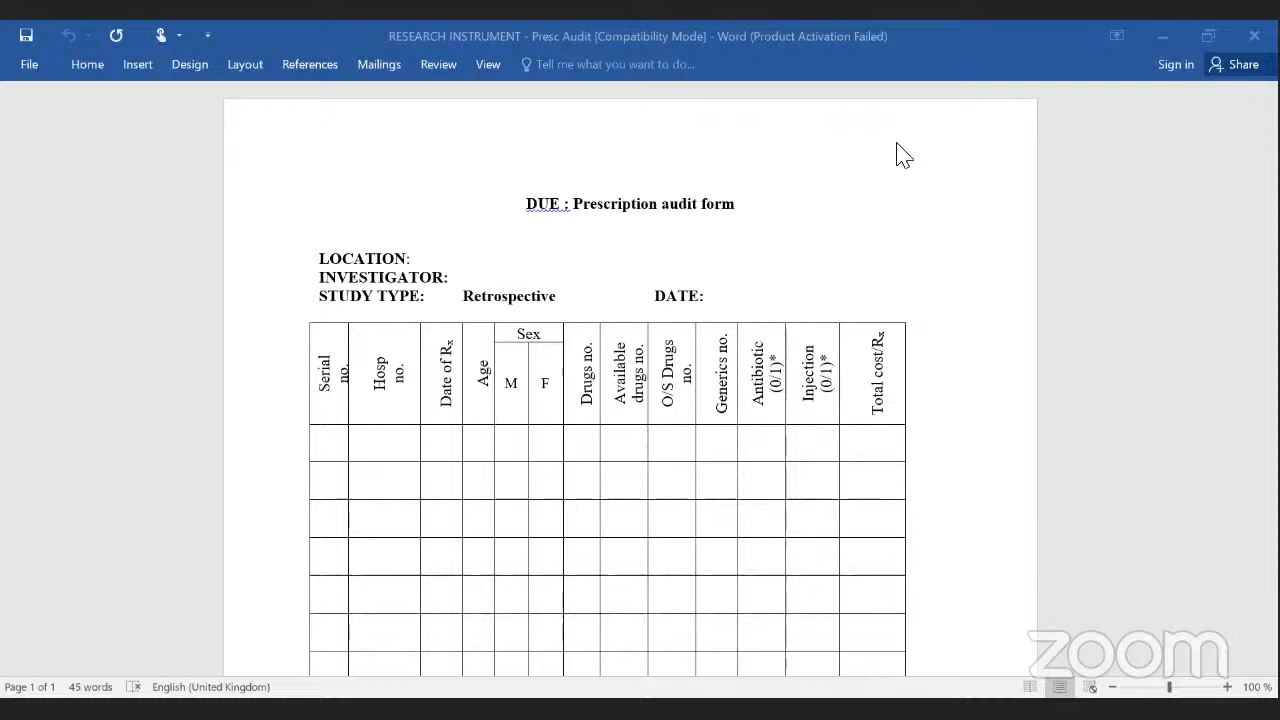 RESEARCH INSTRUMENT - Presc Audit [Compatibility Mode] - Word (Product Activation Failed)
File Home Insert Design Layout References Mailings Review View Tell me what you want to do... Sign in Share
DUE : Prescription audit form
LOCATION:
INVESTIGATOR:
STUDY TYPE: Retrospective DATE:
Serial no.
Hosp no.
Date of Rx
Age
Sex
M
F
Drugs no.
Available drugs no.
O/S Drugs no.
Generics no.
Antibiotic (0/1)*
Injection (0/1)*
Total cost/Rx
zoom
Page 1 of 1 45 words English (United Kingdom) 100 %